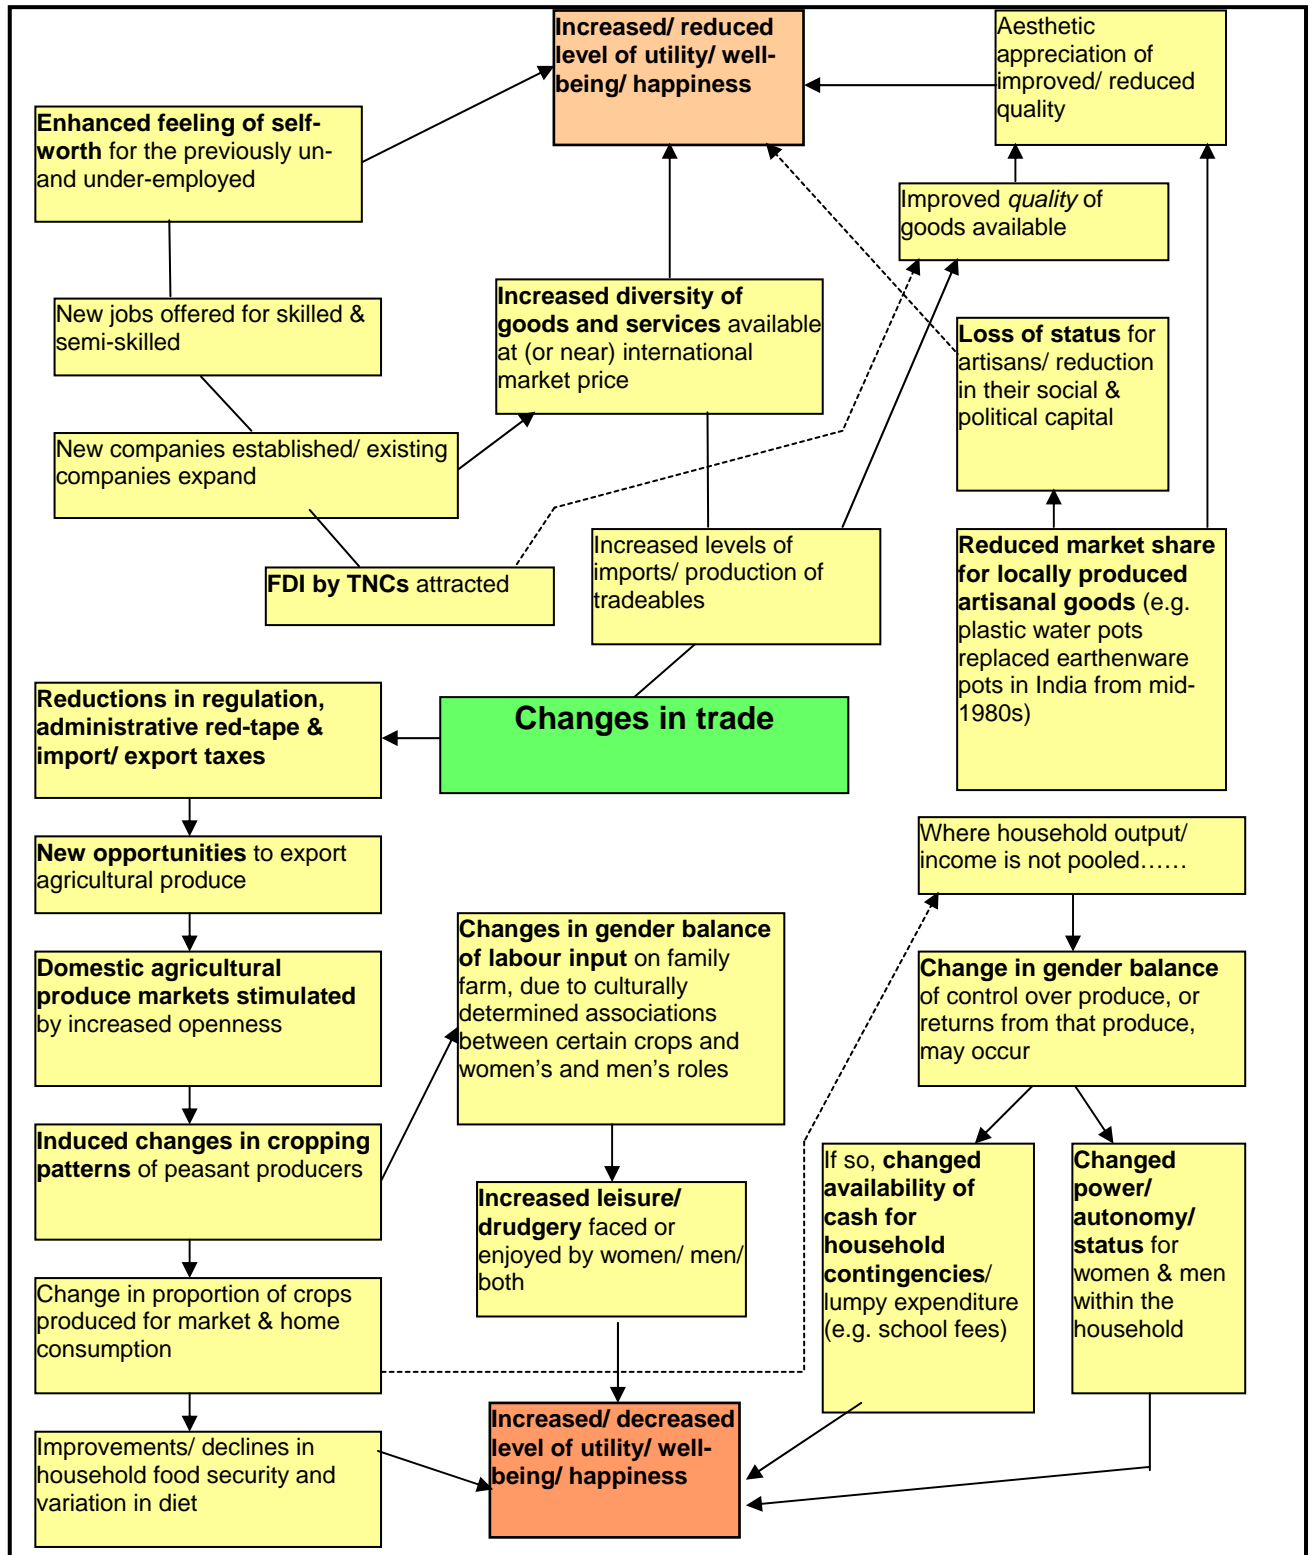 Increased/ reduced
level of utility/ well-
being/ happiness
Aesthetic
appreciation of
improved/ reduced
quality
Enhanced feeling of self-
worth for the previously un-
and under-employed
Improved quality of
goods available
New jobs offered for skilled &
semi-skilled
Increased diversity of
goods and services available
at (or near) international
market price
Loss of status for
artisans/ reduction
in their social &
political capital
New companies established/ existing
companies expand
FDI by TNCs attracted
Increased levels of
imports/ production of
tradeables
Reduced market share
for locally produced
artisanal goods (e.g.
plastic water pots
replaced earthenware
pots in India from mid-
1980s)
Reductions in regulation,
administrative red-tape &
import/ export taxes
Changes in trade
New opportunities to export
agricultural produce
Where household output/
income is not pooled……
Domestic agricultural
produce markets stimulated
by increased openness
Changes in gender balance
of labour input on family
farm, due to culturally
determined associations
between certain crops and
women's and men's roles
Change in gender balance
of control over produce, or
returns from that produce,
may occur
Induced changes in cropping
patterns of peasant producers
Increased leisure/
drudgery faced or
enjoyed by women/ men/
both
If so, changed
availability of
cash for
household
contingencies/
lumpy expenditure
(e.g. school fees)
Changed
power/
autonomy/
status for
women & men
within the
household
Change in proportion of crops
produced for market & home
consumption
Improvements/ declines in
household food security and
variation in diet
Increased/ decreased
level of utility/ well-
being/ happiness